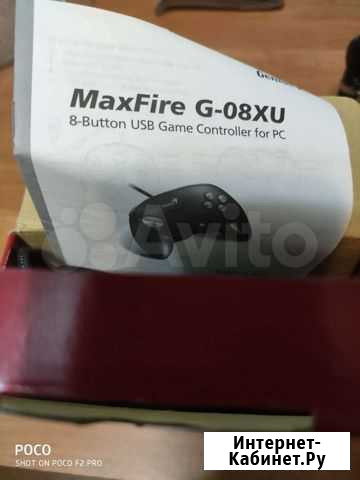 MaxFire G-08XU
8-Button USB Game Controller for PC
Avito
POCO
SHOT ON POCO F2 PRO
Интернет-
Кабинет.Ру